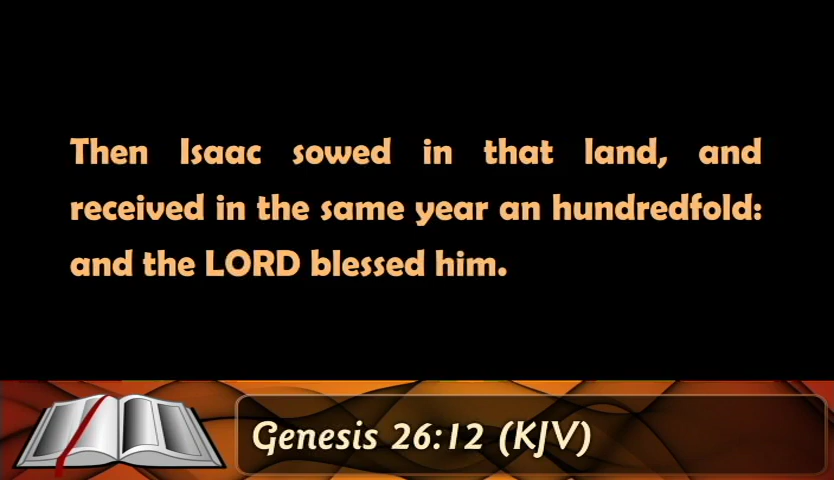 Then Isaac sowed in that land, and
received in the same year an hundredfold:
and the LORD blessed him.
Genesis 26:12 (KJV)